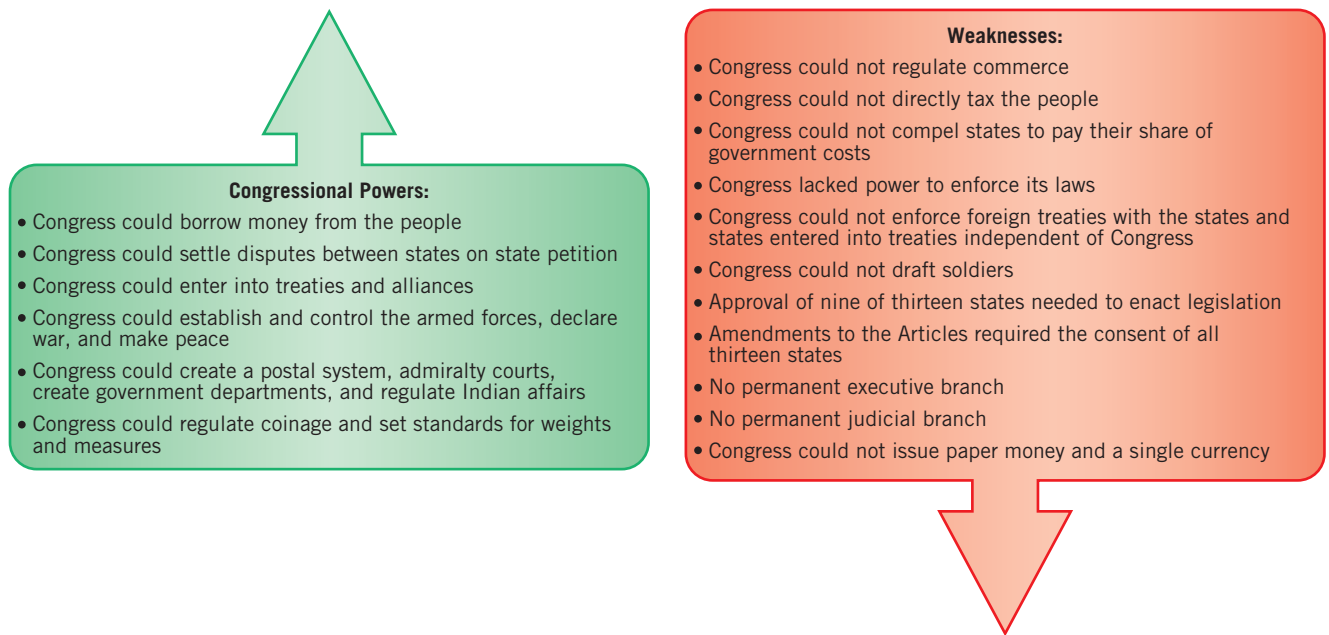 Congressional Powers:
• Congress could borrow money from the people
• Congress could settle disputes between states on state petition
• Congress could enter into treaties and alliances
• Congress could establish and control the armed forces, declare
war, and make peace
• Congress could create a postal system, admiralty courts,
create government departments, and regulate Indian affairs
• Congress could regulate coinage and set standards for weights
and measures
Weaknesses:
• Congress could not regulate commerce
• Congress could not directly tax the people
• Congress could not compel states to pay their share of
government costs
• Congress lacked power to enforce its laws
• Congress could not enforce foreign treaties with the states and
states entered into treaties independent of Congress
• Congress could not draft soldiers
• Approval of nine of thirteen states needed to enact legislation
• Amendments to the Articles required the consent of all
thirteen states
• No permanent executive branch
• No permanent judicial branch
• Congress could not issue paper money and a single currency